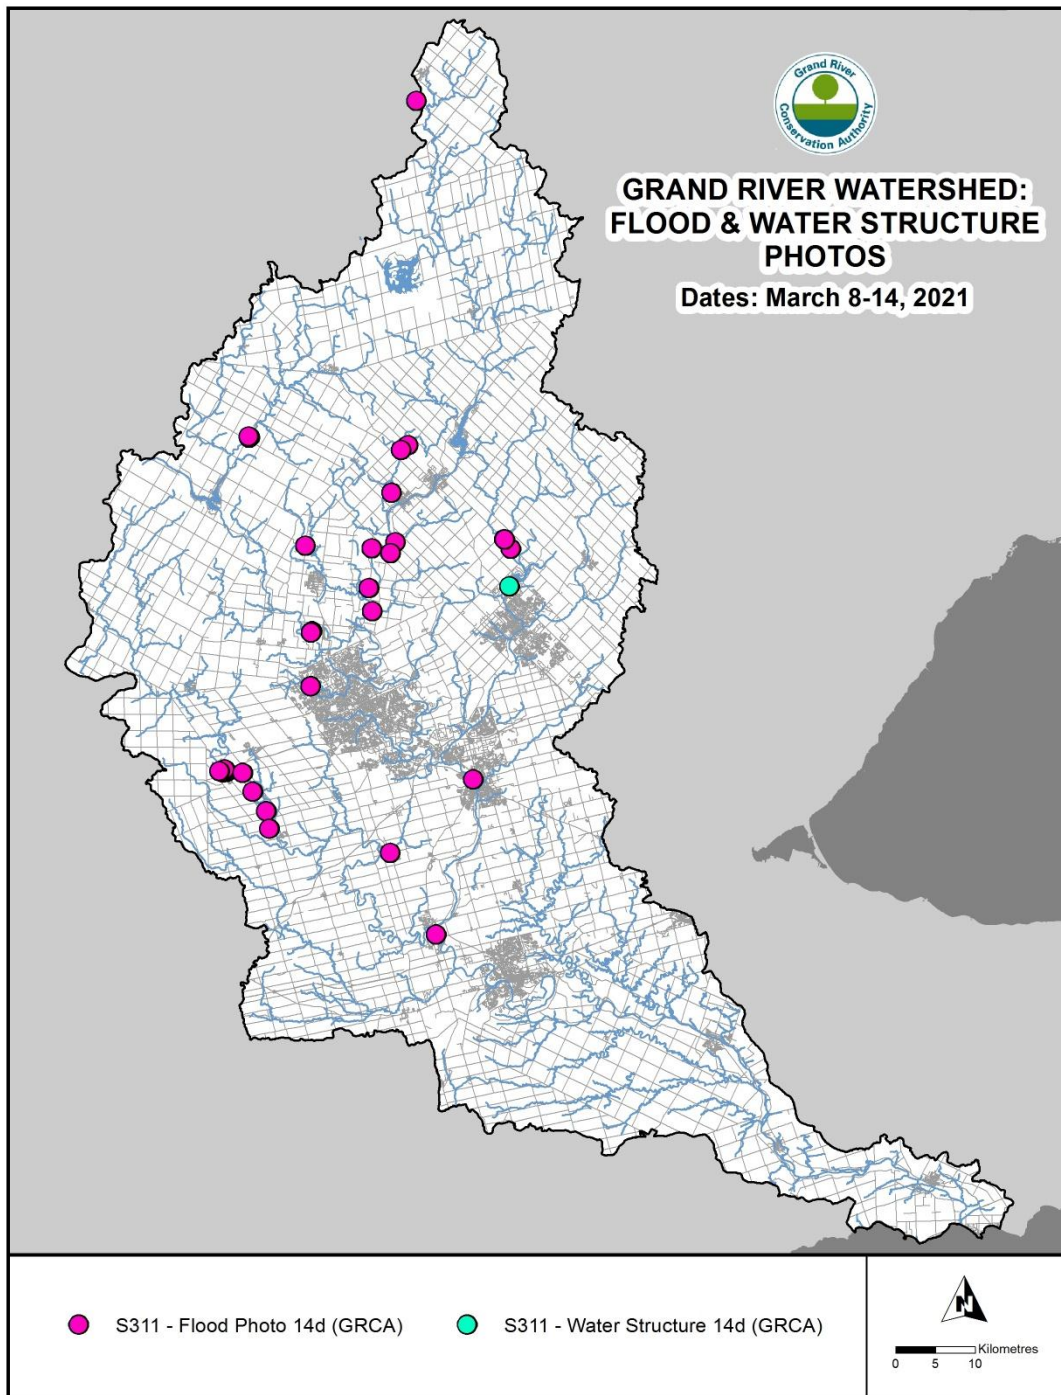 Grand River
Conservation Authority
GRAND RIVER WATERSHED:
FLOOD & WATER STRUCTURE
PHOTOS
Dates: March 8-14, 2021
S311 - Flood Photo 14d (GRCA)
S311 - Water Structure 14d (GRCA)
N
Kilometres
0 5 10